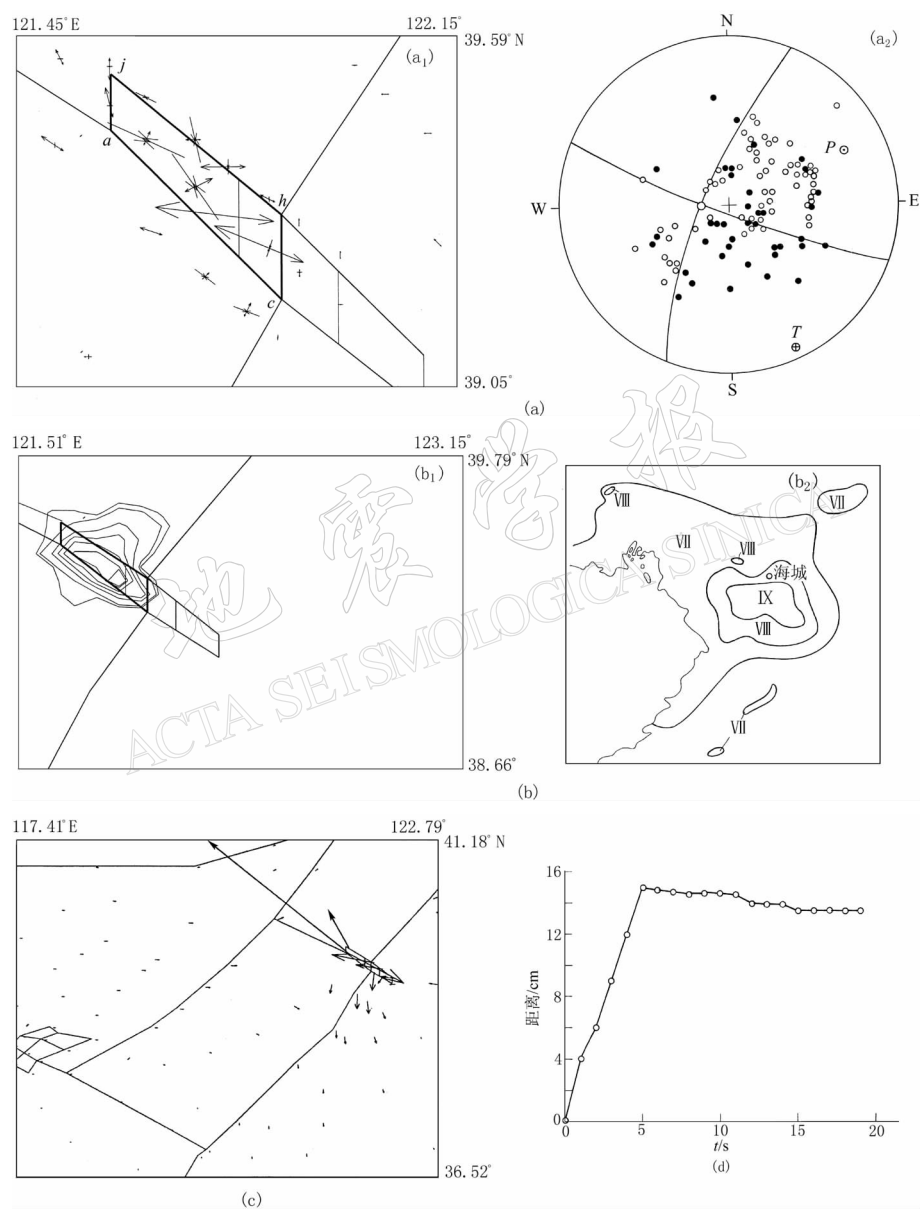 121.45°E 122.15°
39.59°N
(a₁)
j
a
h
c
39.05°
N
(a₂)
P
W
E
T
S
(a)
121.51°E 123.15°
39.79°N
(b₁)
38.66°
(b₂)
Ⅷ
Ⅶ
Ⅶ
Ⅷ
海城
Ⅸ
Ⅷ
Ⅶ
(b)
地震学报
ACTA SEISMOLOGICA SINICA
117.41°E 122.79°
41.18°N
36.52°
(c)
距离/cm
16
12
8
4
0
0 5 10 15 20
t/s
(d)